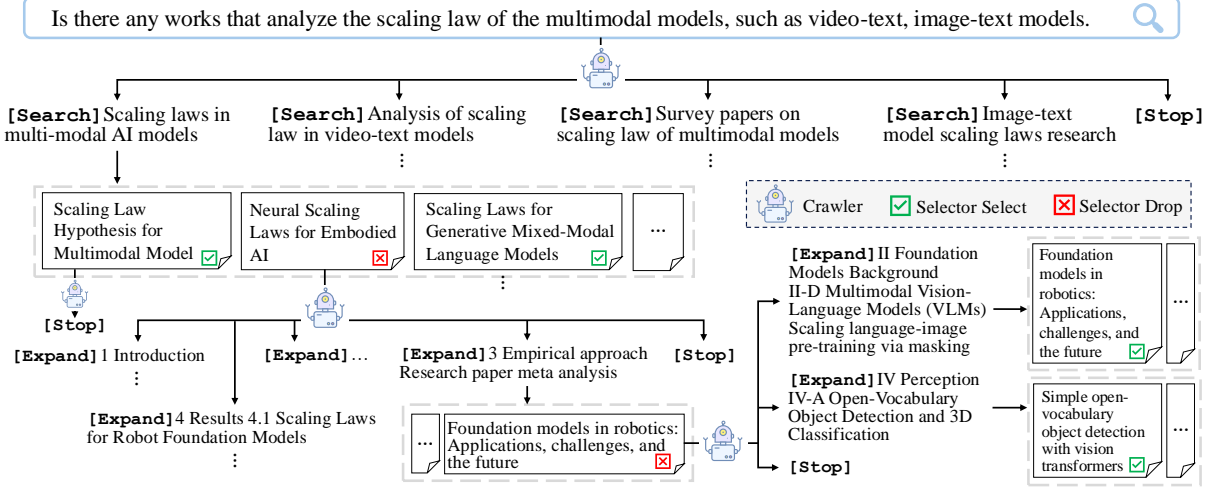 Is there any works that analyze the scaling law of the multimodal models, such as video-text, image-text models.
[Search] Scaling laws in
multi-modal AI models
[Search] Analysis of scaling
law in video-text models
⋮
[Search] Survey papers on
scaling law of multimodal models
⋮
[Search] Image-text
model scaling laws research
⋮
[Stop]
Scaling Law
Hypothesis for
Multimodal Model
Neural Scaling
Laws for Embodied
AI
Scaling Laws for
Generative Mixed-Modal
Language Models
⋮
...
Crawler
Selector Select
Selector Drop
[Stop]
[Expand] 1 Introduction
⋮
[Expand] 4 Results 4.1 Scaling Laws
for Robot Foundation Models
⋮
[Expand] ...
[Expand] 3 Empirical approach
Research paper meta analysis
[Stop]
...
Foundation models in robotics:
Applications, challenges, and
the future
[Expand] II Foundation
Models Background
II-D Multimodal Vision-
Language Models (VLMs)
Scaling language-image
pre-training via masking
Foundation
models in
robotics:
Applications,
challenges, and
the future
...
[Expand] IV Perception
IV-A Open-Vocabulary
Object Detection and 3D
Classification
Simple open-
vocabulary
object detection
with vision
transformers
...
[Stop]